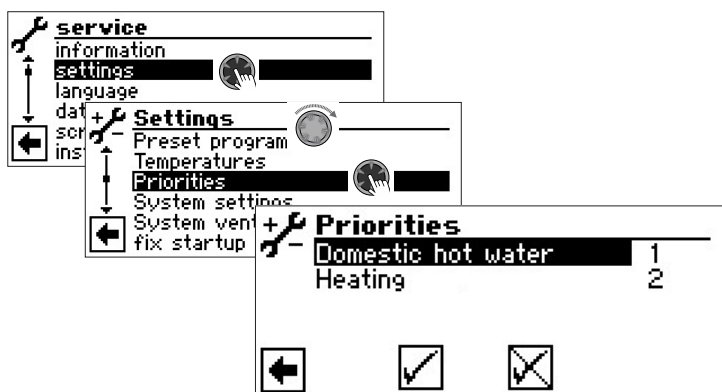 service
information
settings
language
dat
scr
ins
Settings
Preset program
Temperatures
Priorities
System settings
System vent
fix startup
Priorities
Domestic hot water 1
Heating 2